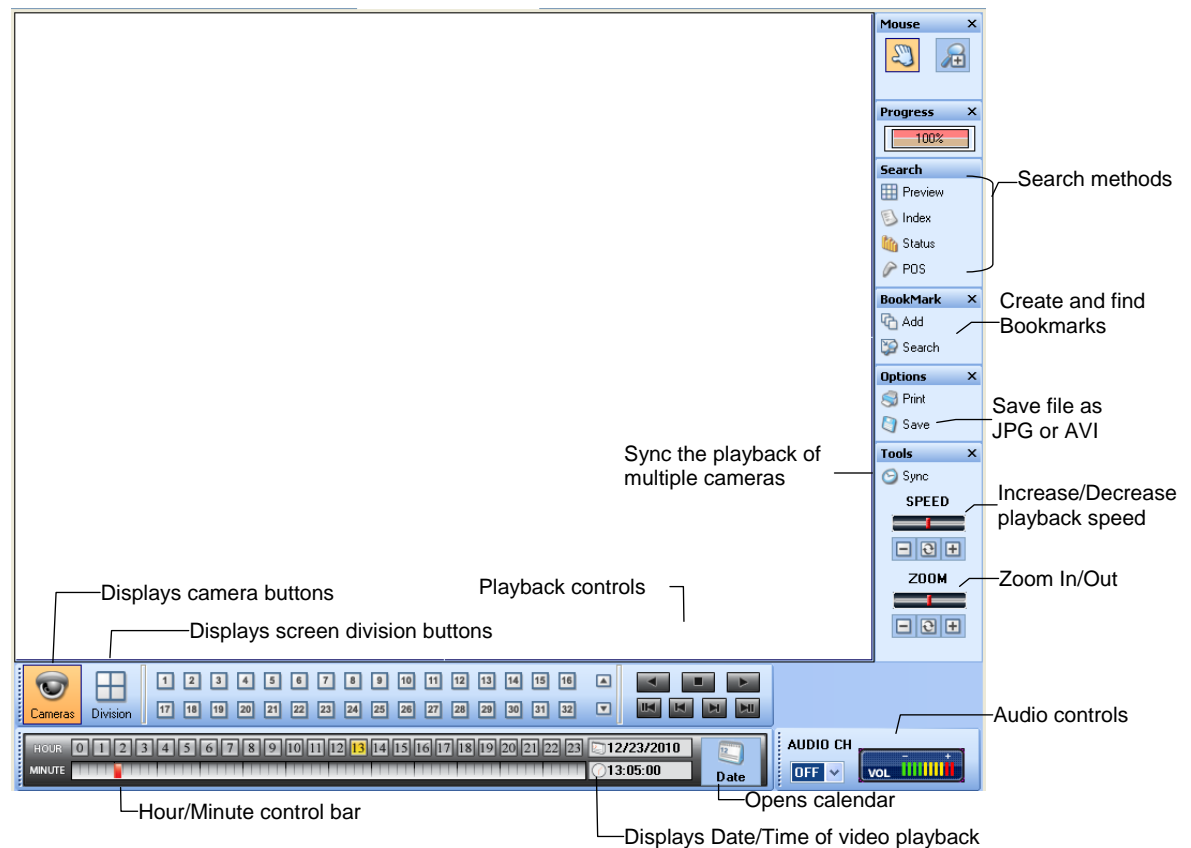 Mouse ×
Progress ×
100%
Search
Search methods
Preview
Index
Status
POS
BookMark ×
Create and find
Bookmarks
Add
Search
Options ×
Print
Save file as
JPG or AVI
Save
Sync the playback of
multiple cameras
Tools ×
Sync
SPEED
Increase/Decrease
playback speed
ZOOM
Zoom In/Out
Playback controls
Displays camera buttons
Displays screen division buttons
Cameras Division
1 2 3 4 5 6 7 8 9 10 11 12 13 14 15 16
17 18 19 20 21 22 23 24 25 26 27 28 29 30 31 32
Audio controls
HOUR 0 1 2 3 4 5 6 7 8 9 10 11 12 13 14 15 16 17 18 19 20 21 22 23 12/23/2010
MINUTE 13:05:00
12
Date
AUDIO CH
OFF
VOL - +
Hour/Minute control bar
Opens calendar
Displays Date/Time of video playback